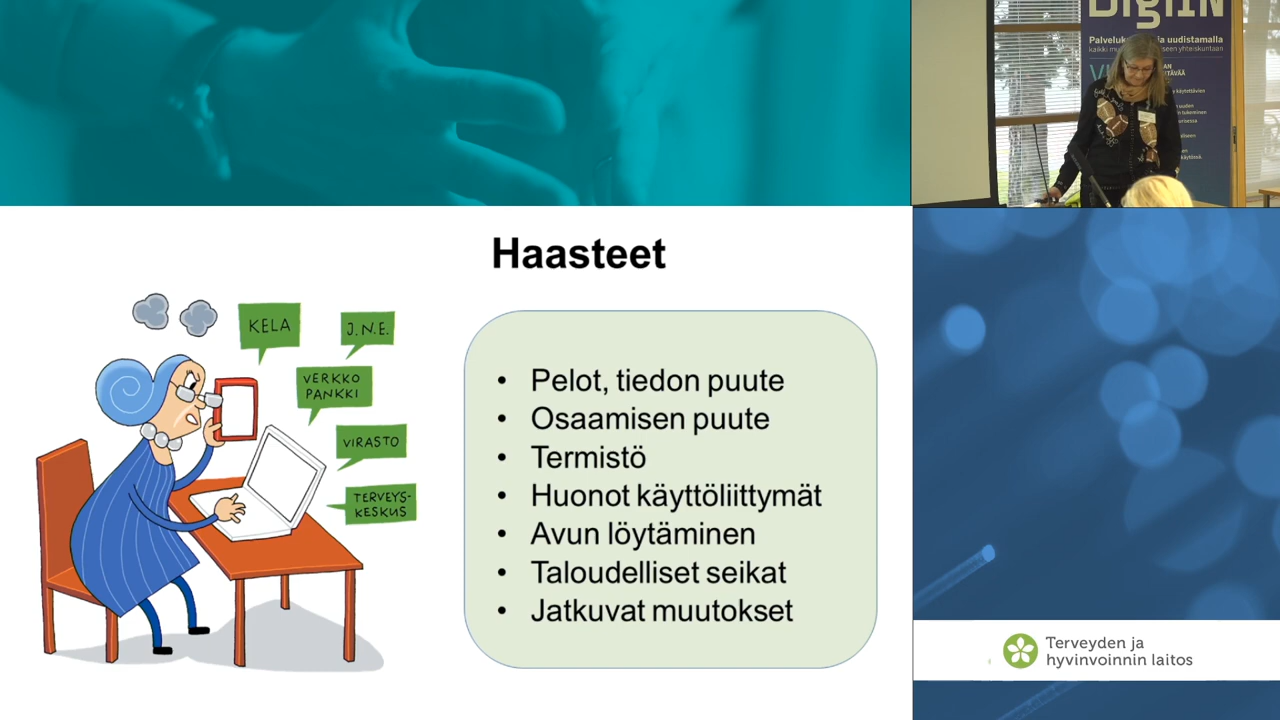 Haasteet
KELA
J.N.E.
VERKKO
PANKKI
VIRASTO
TERVEYS-
KESKUS
• Pelot, tiedon puute
• Osaamisen puute
• Termistö
• Huonot käyttöliittymät
• Avun löytäminen
• Taloudelliset seikat
• Jatkuvat muutokset
DigiIN
uudistamalla
Terveyden ja
hyvinvoinnin laitos